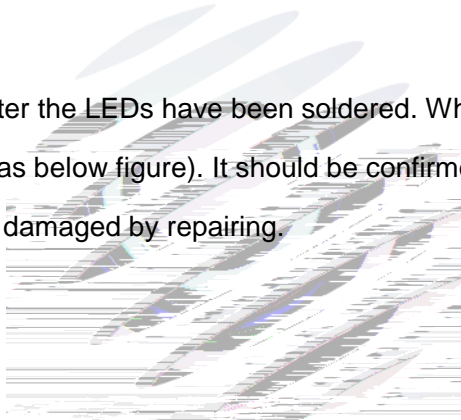 ter the LEDs have been soldered. Wh
as below figure). It should be confirme
damaged by repairing.